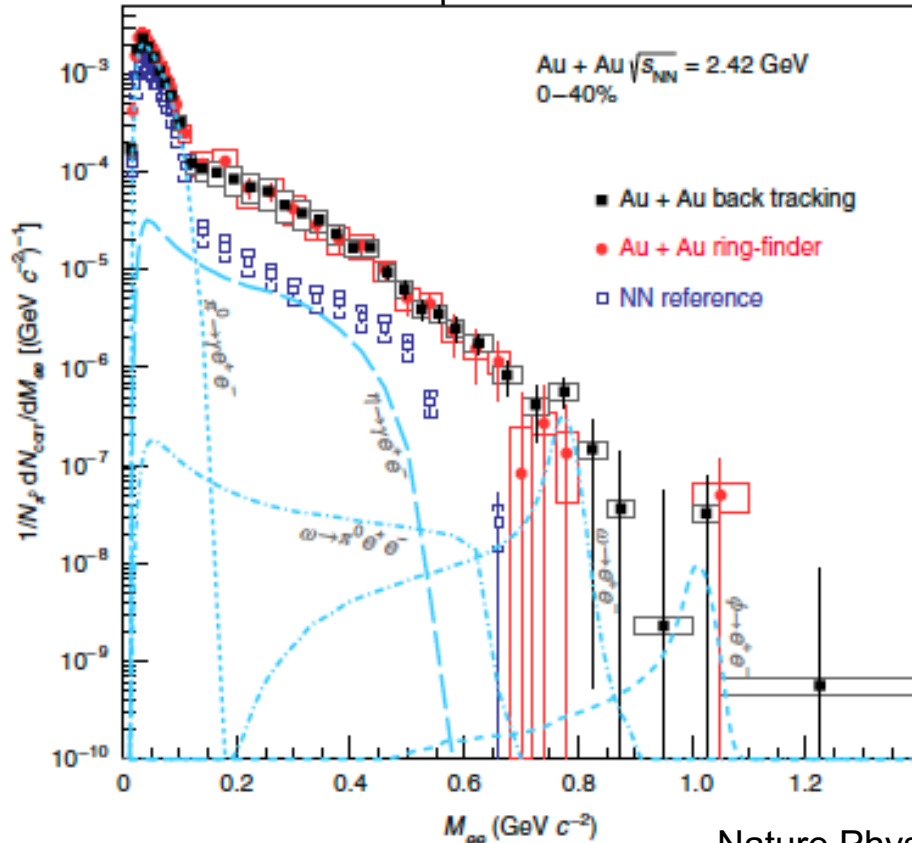 Au + Au √sNN = 2.42 GeV
0–40%
Au + Au back tracking
Au + Au ring-finder
NN reference
1/Nπ0 dNcorr/dMee [(GeV c−2)−1]
10−3
10−4
10−5
10−6
10−7
10−8
10−9
10−10
π0→γe+e−
η→γe+e−
ω→π0e+e−
ω→e+e−
ϕ→e+e−
0 0.2 0.4 0.6 0.8 1.0 1.2
Mee (GeV c−2)
Nature Phys